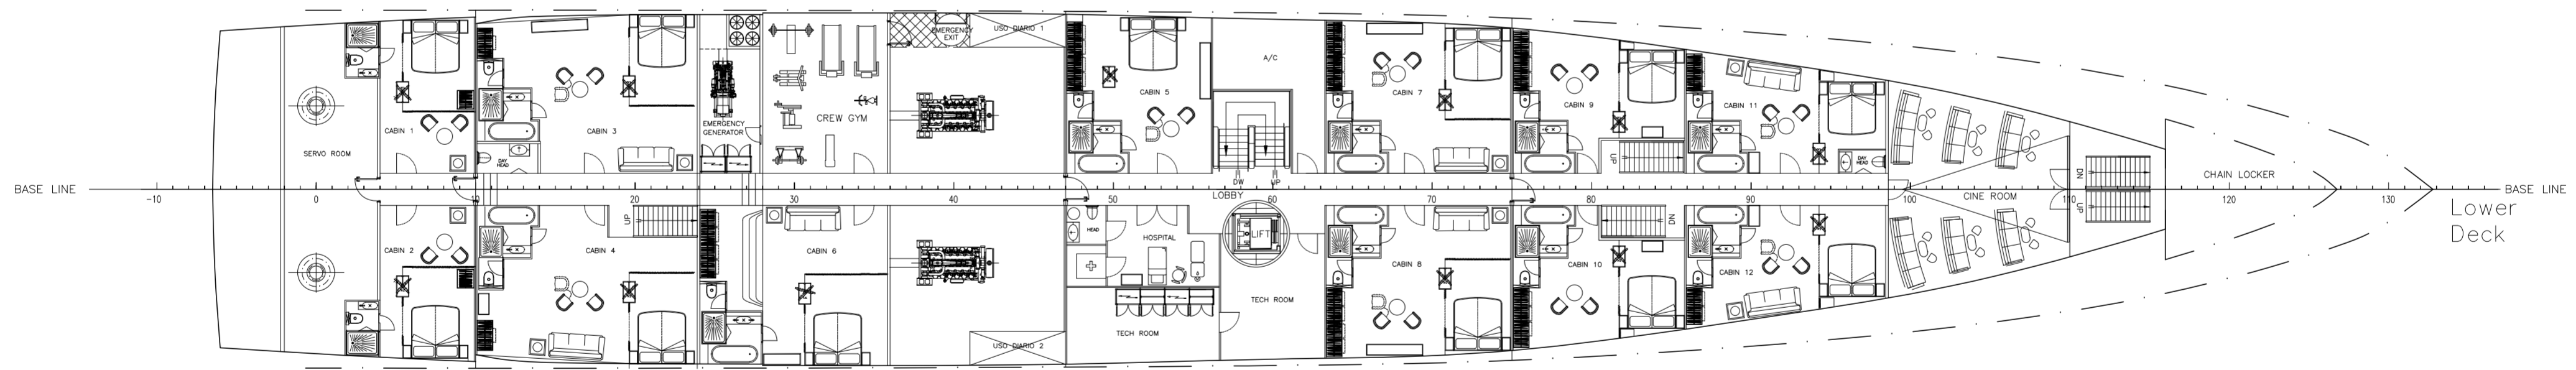 USO DIARIO 1
EMERGENCY
EXIT
A/C
CABIN 5
CABIN 7
CABIN 9
CABIN 11
EMERGENCY
GENERATOR
CREW GYM
CABIN 1
CABIN 3
SERVO ROOM
DAY
HEAD
UP
DAY
HEAD
CHAIN LOCKER
DN
DW
UP
BASE LINE
LOBBY
CINE ROOM
BASE LINE
-10
0
10
20
30
40
50
60
70
80
90
100
110
120
130
UP
Lower
Deck
UP
DN
HEAD
HOSPITAL
LIFT
CABIN 2
CABIN 4
CABIN 6
CABIN 8
CABIN 10
CABIN 12
TECH ROOM
TECH ROOM
USO DIARIO 2